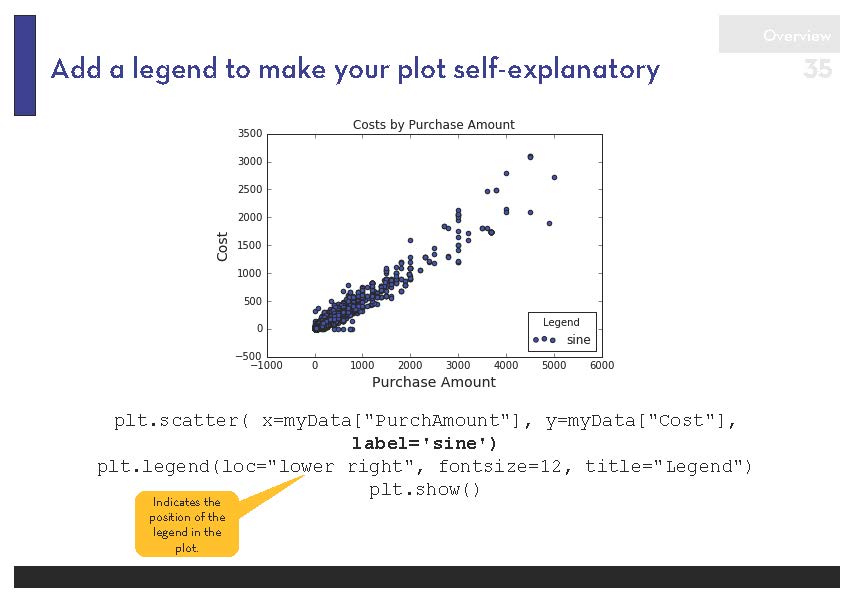 Overview
35
Add a legend to make your plot self-explanatory
Costs by Purchase Amount
3500
3000
2500
2000
1500
1000
500
0
−500
Cost
−1000 0 1000 2000 3000 4000 5000 6000
Purchase Amount
Legend
sine
plt.scatter( x=myData["PurchAmount"], y=myData["Cost"],
label='sine')
plt.legend(loc="lower right", fontsize=12, title="Legend")
plt.show()
Indicates the
position of the
legend in the
plot.